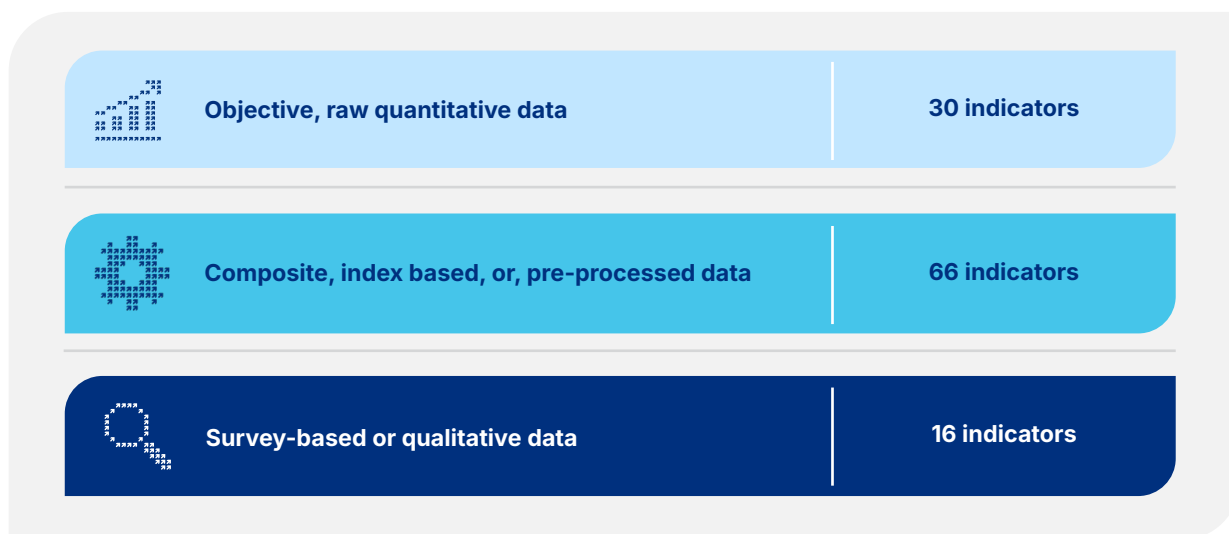 Objective, raw quantitative data
30 indicators
Composite, index based, or, pre-processed data
66 indicators
Survey-based or qualitative data
16 indicators